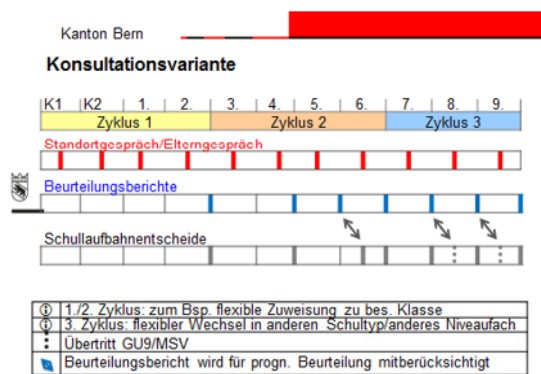 Kanton Bern
Konsultationsvariante
K1 K2 1. 2. 3. 4. 5. 6. 7. 8. 9.
Zyklus 1 Zyklus 2 Zyklus 3
Standortgespräch/Elterngespräch
Beurteilungsberichte
Schullaufbahnentscheide
1./2. Zyklus: zum Bsp. flexible Zuweisung zu bes. Klasse
3. Zyklus: flexibler Wechsel in anderen Schultyp/anderes Niveaufach
Übertritt GU9/MSV
Beurteilungsbericht wird für progn. Beurteilung mitberücksichtigt